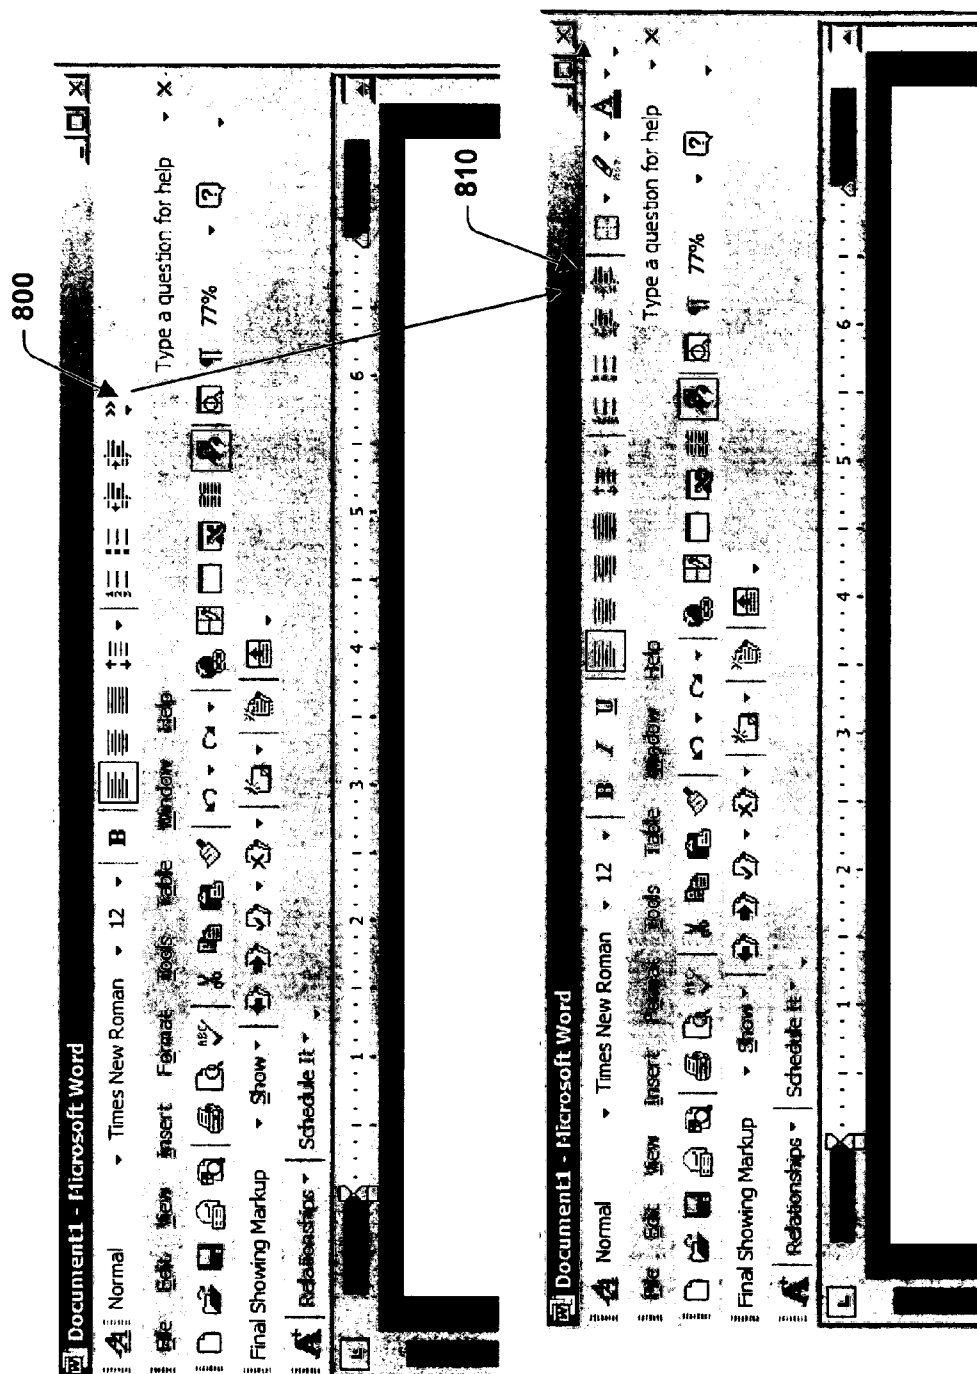 800
Document1 - Microsoft Word
Normal Times New Roman 12 B
File Edit View Insert Format Tools Table Window Help Type a question for help
ABC 77%
Final Showing Markup Show
Relationships Schedule It
1 2 3 4 5 6
810
Document1 - Microsoft Word
Normal Times New Roman 12 B I U A
File Edit View Insert Format Tools Table Window Help Type a question for help
ABC 77%
Final Showing Markup Show
Relationships Schedule It
1 2 3 4 5 6